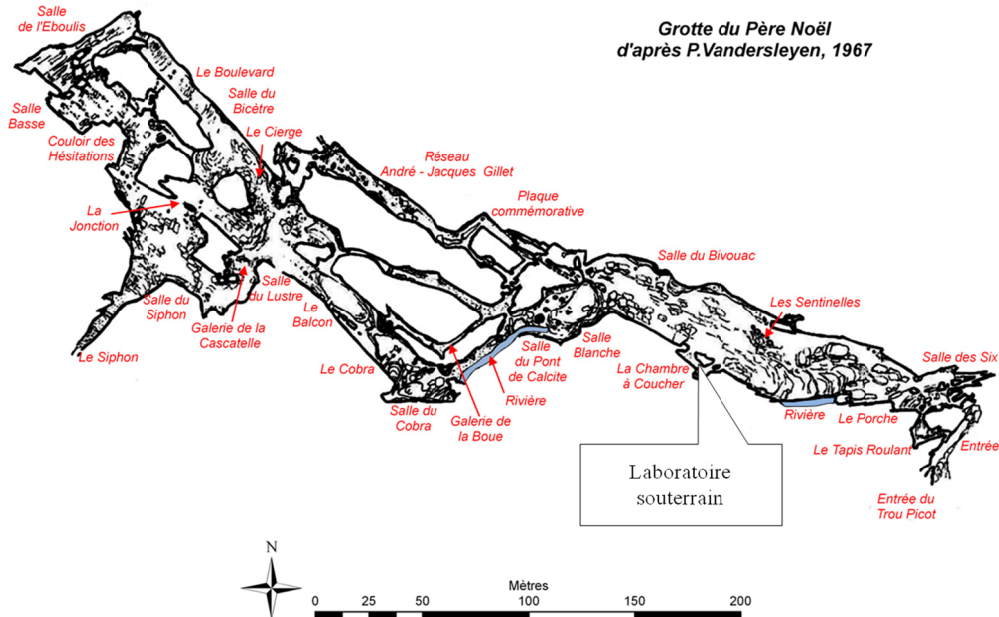 Grotte du Père Noël
d'après P.Vandersleyen, 1967
Salle
de l'Eboulis
Le Boulevard
Salle du
Bicètre
Salle
Basse
Couloir des
Hésitations
Le Cierge
Réseau
André - Jacques Gillet
Plaque
commémorative
La
Jonction
Salle du Bivouac
Les Sentinelles
Salle du
Siphon
Salle
du Lustre
Le
Balcon
Galerie de la
Cascatelle
Le Siphon
Le Cobra
Salle du
Cobra
Rivière
Galerie de
la Boue
Salle
du Pont
de Calcite
Salle
Blanche
La Chambre
à Coucher
Salle des Six
Rivière
Le Porche
Le Tapis Roulant
Entrée
Entrée du
Trou Picot
Laboratoire
souterrain
N
Mètres
0 25 50 100 150 200